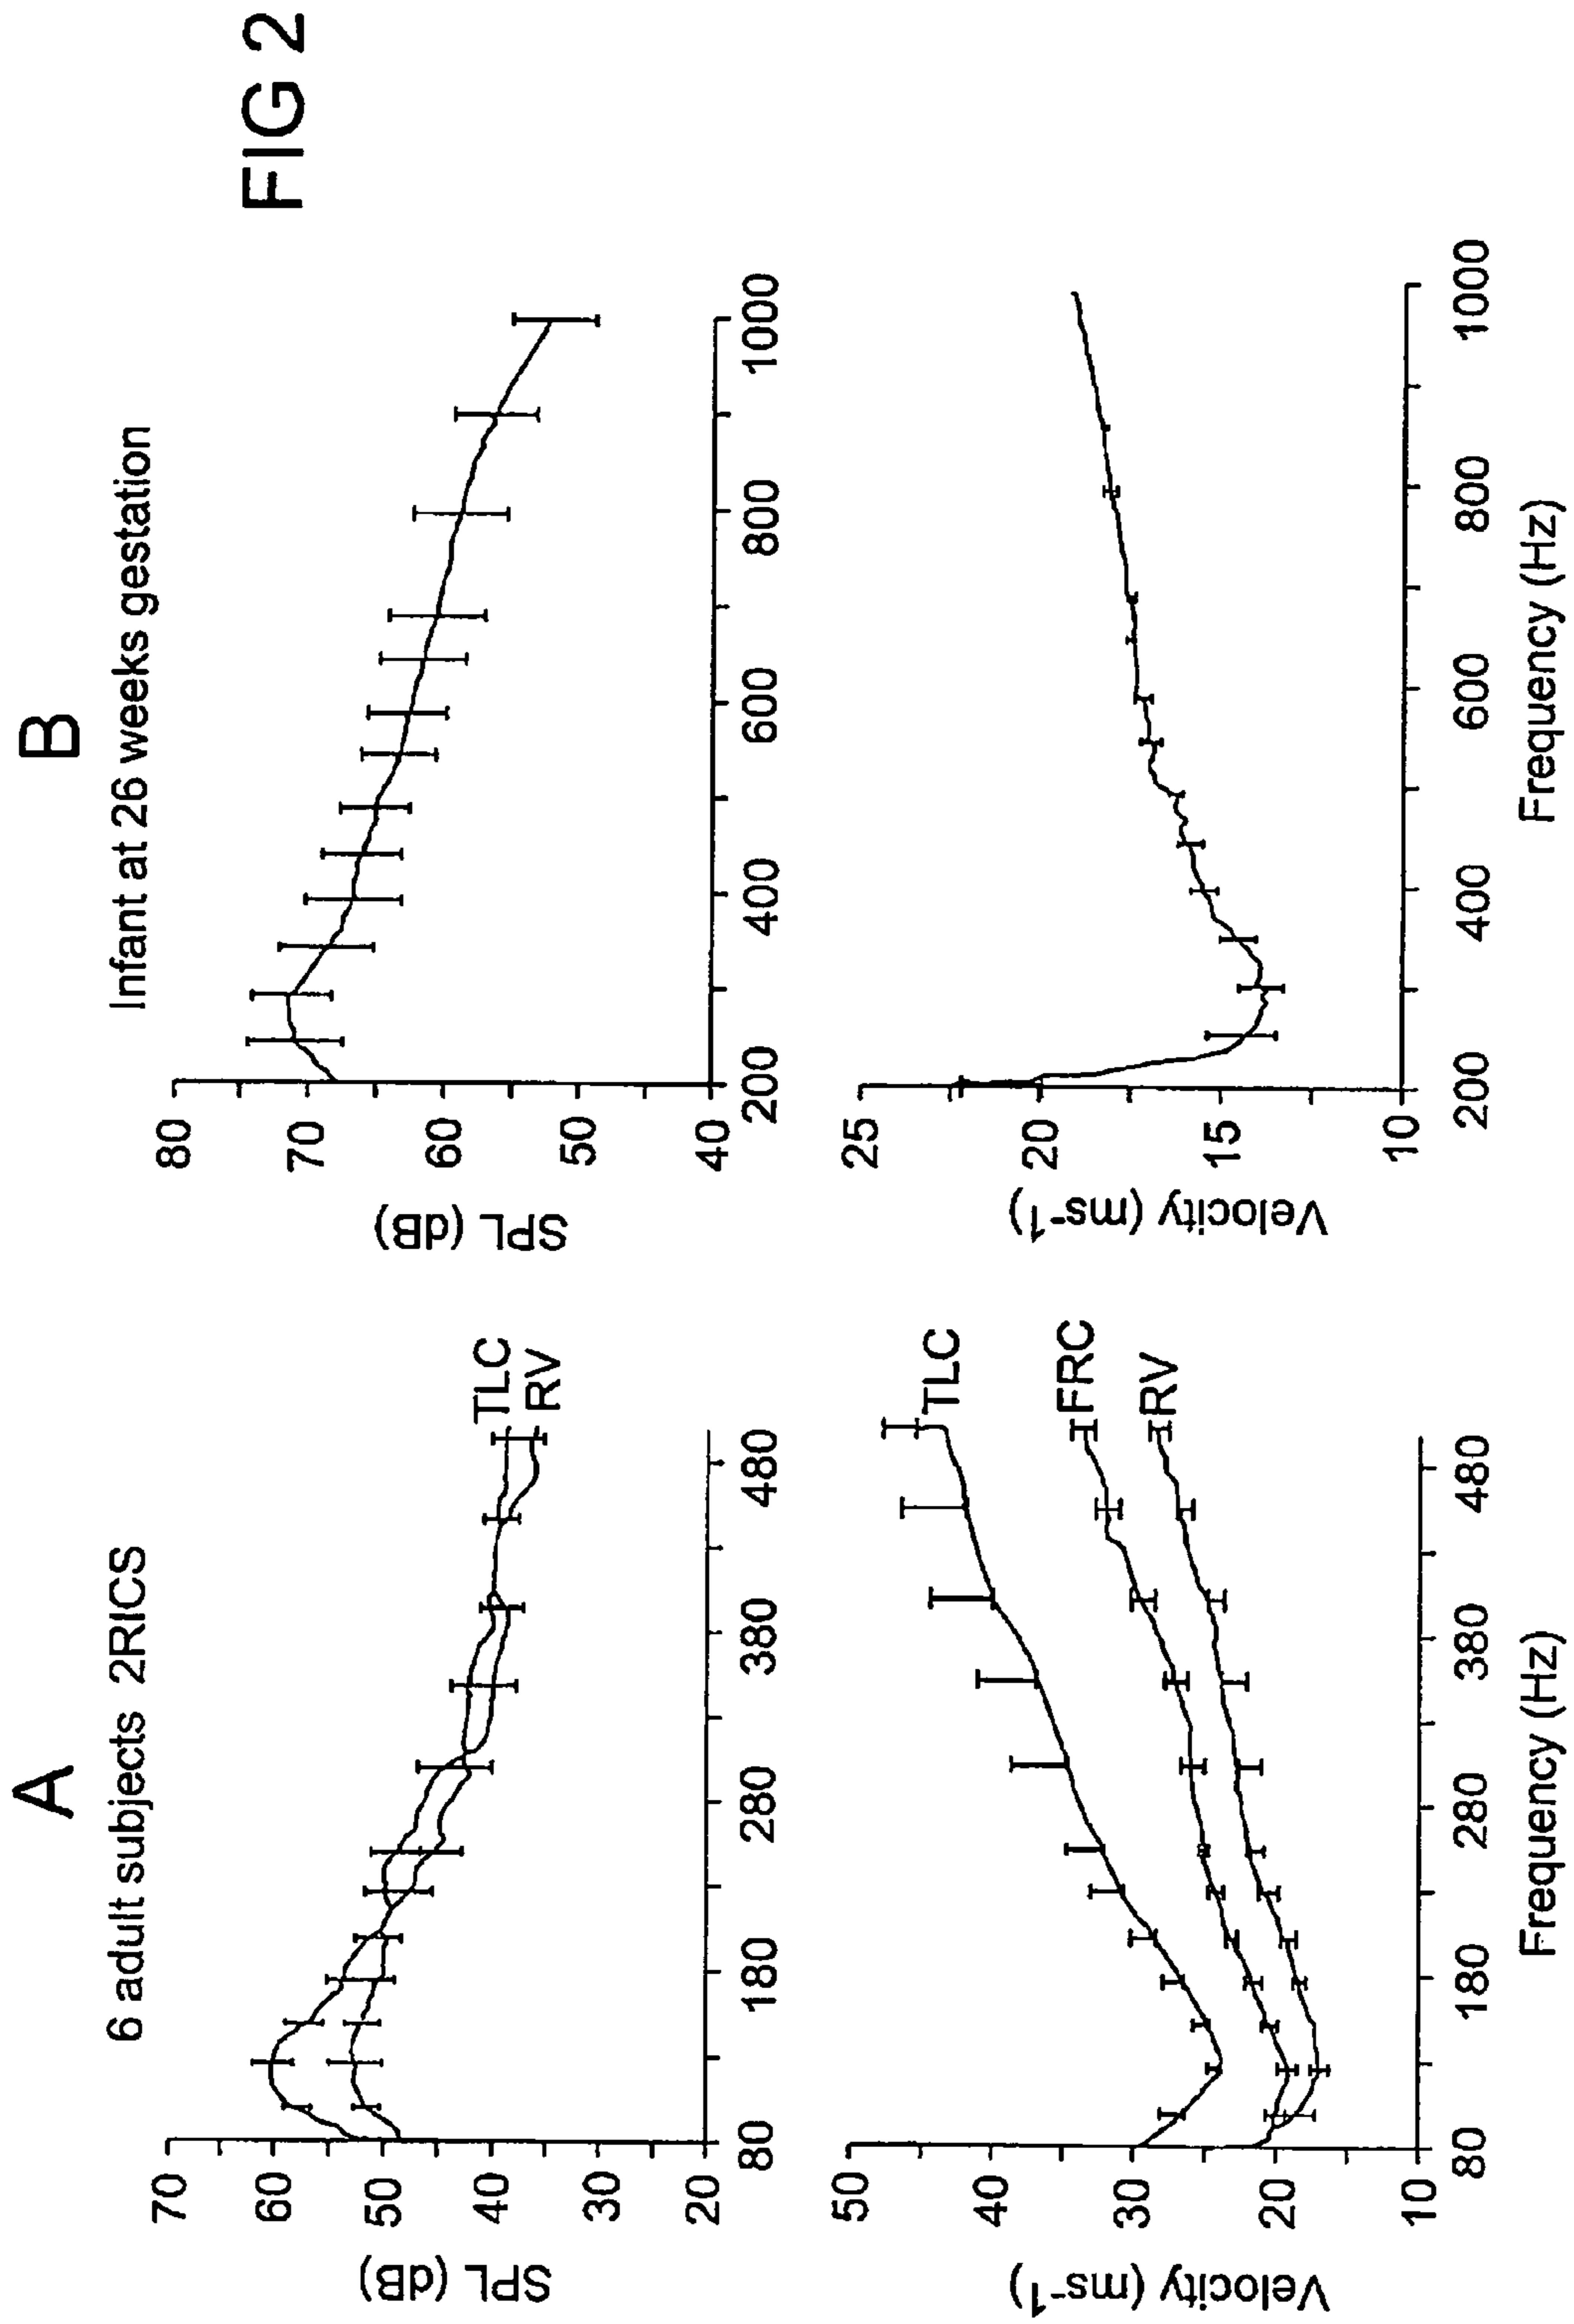 FIG 2
A
6 adult subjects 2RICS
SPL (dB)
70
60
50
40
30
20
80
180
280
380
480
TLC
RV
Velocity (ms-1)
50
40
30
20
10
80
180
280
380
480
TLC
FRC
RV
Frequency (Hz)
B
Infant at 26 weeks gestation
SPL (dB)
80
70
60
50
40
200
400
600
800
1000
Velocity (ms-1)
25
20
15
10
200
400
600
800
1000
Frequency (Hz)